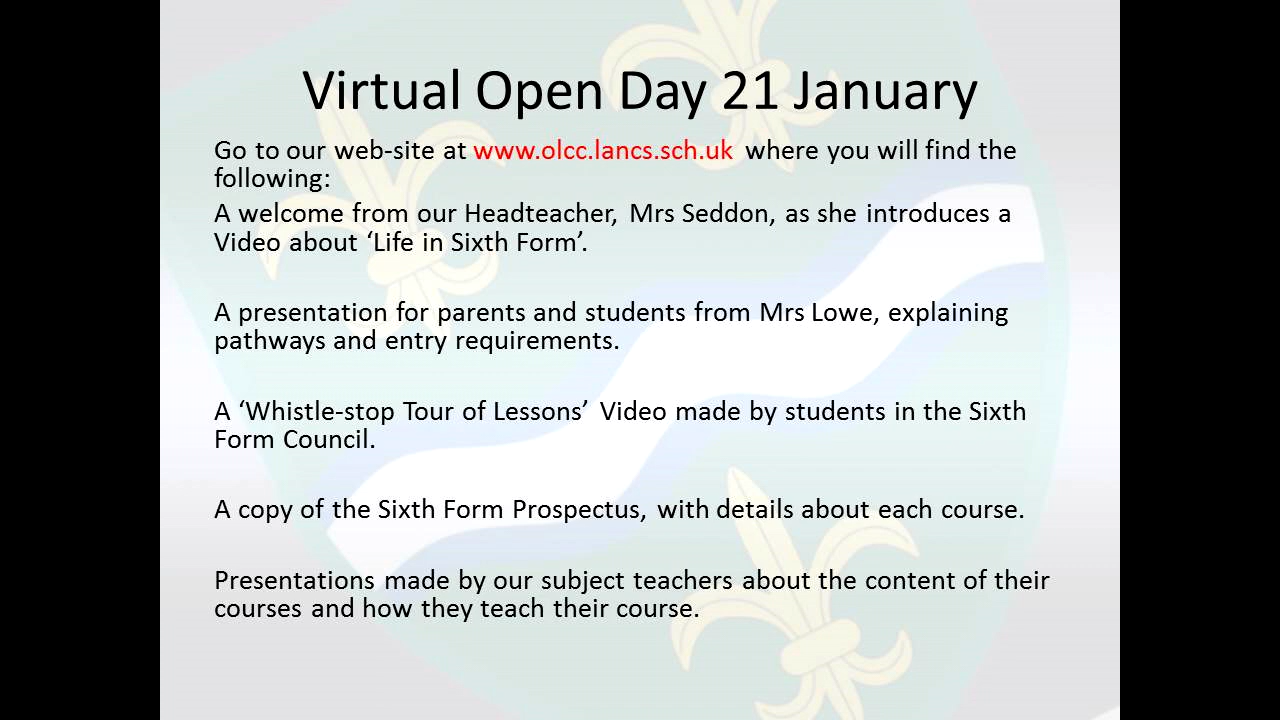 Virtual Open Day 21 January
Go to our web-site at www.olcc.lancs.sch.uk where you will find the
following:
A welcome from our Headteacher, Mrs Seddon, as she introduces a
Video about ‘Life in Sixth Form’.
A presentation for parents and students from Mrs Lowe, explaining
pathways and entry requirements.
A ‘Whistle-stop Tour of Lessons’ Video made by students in the Sixth
Form Council.
A copy of the Sixth Form Prospectus, with details about each course.
Presentations made by our subject teachers about the content of their
courses and how they teach their course.